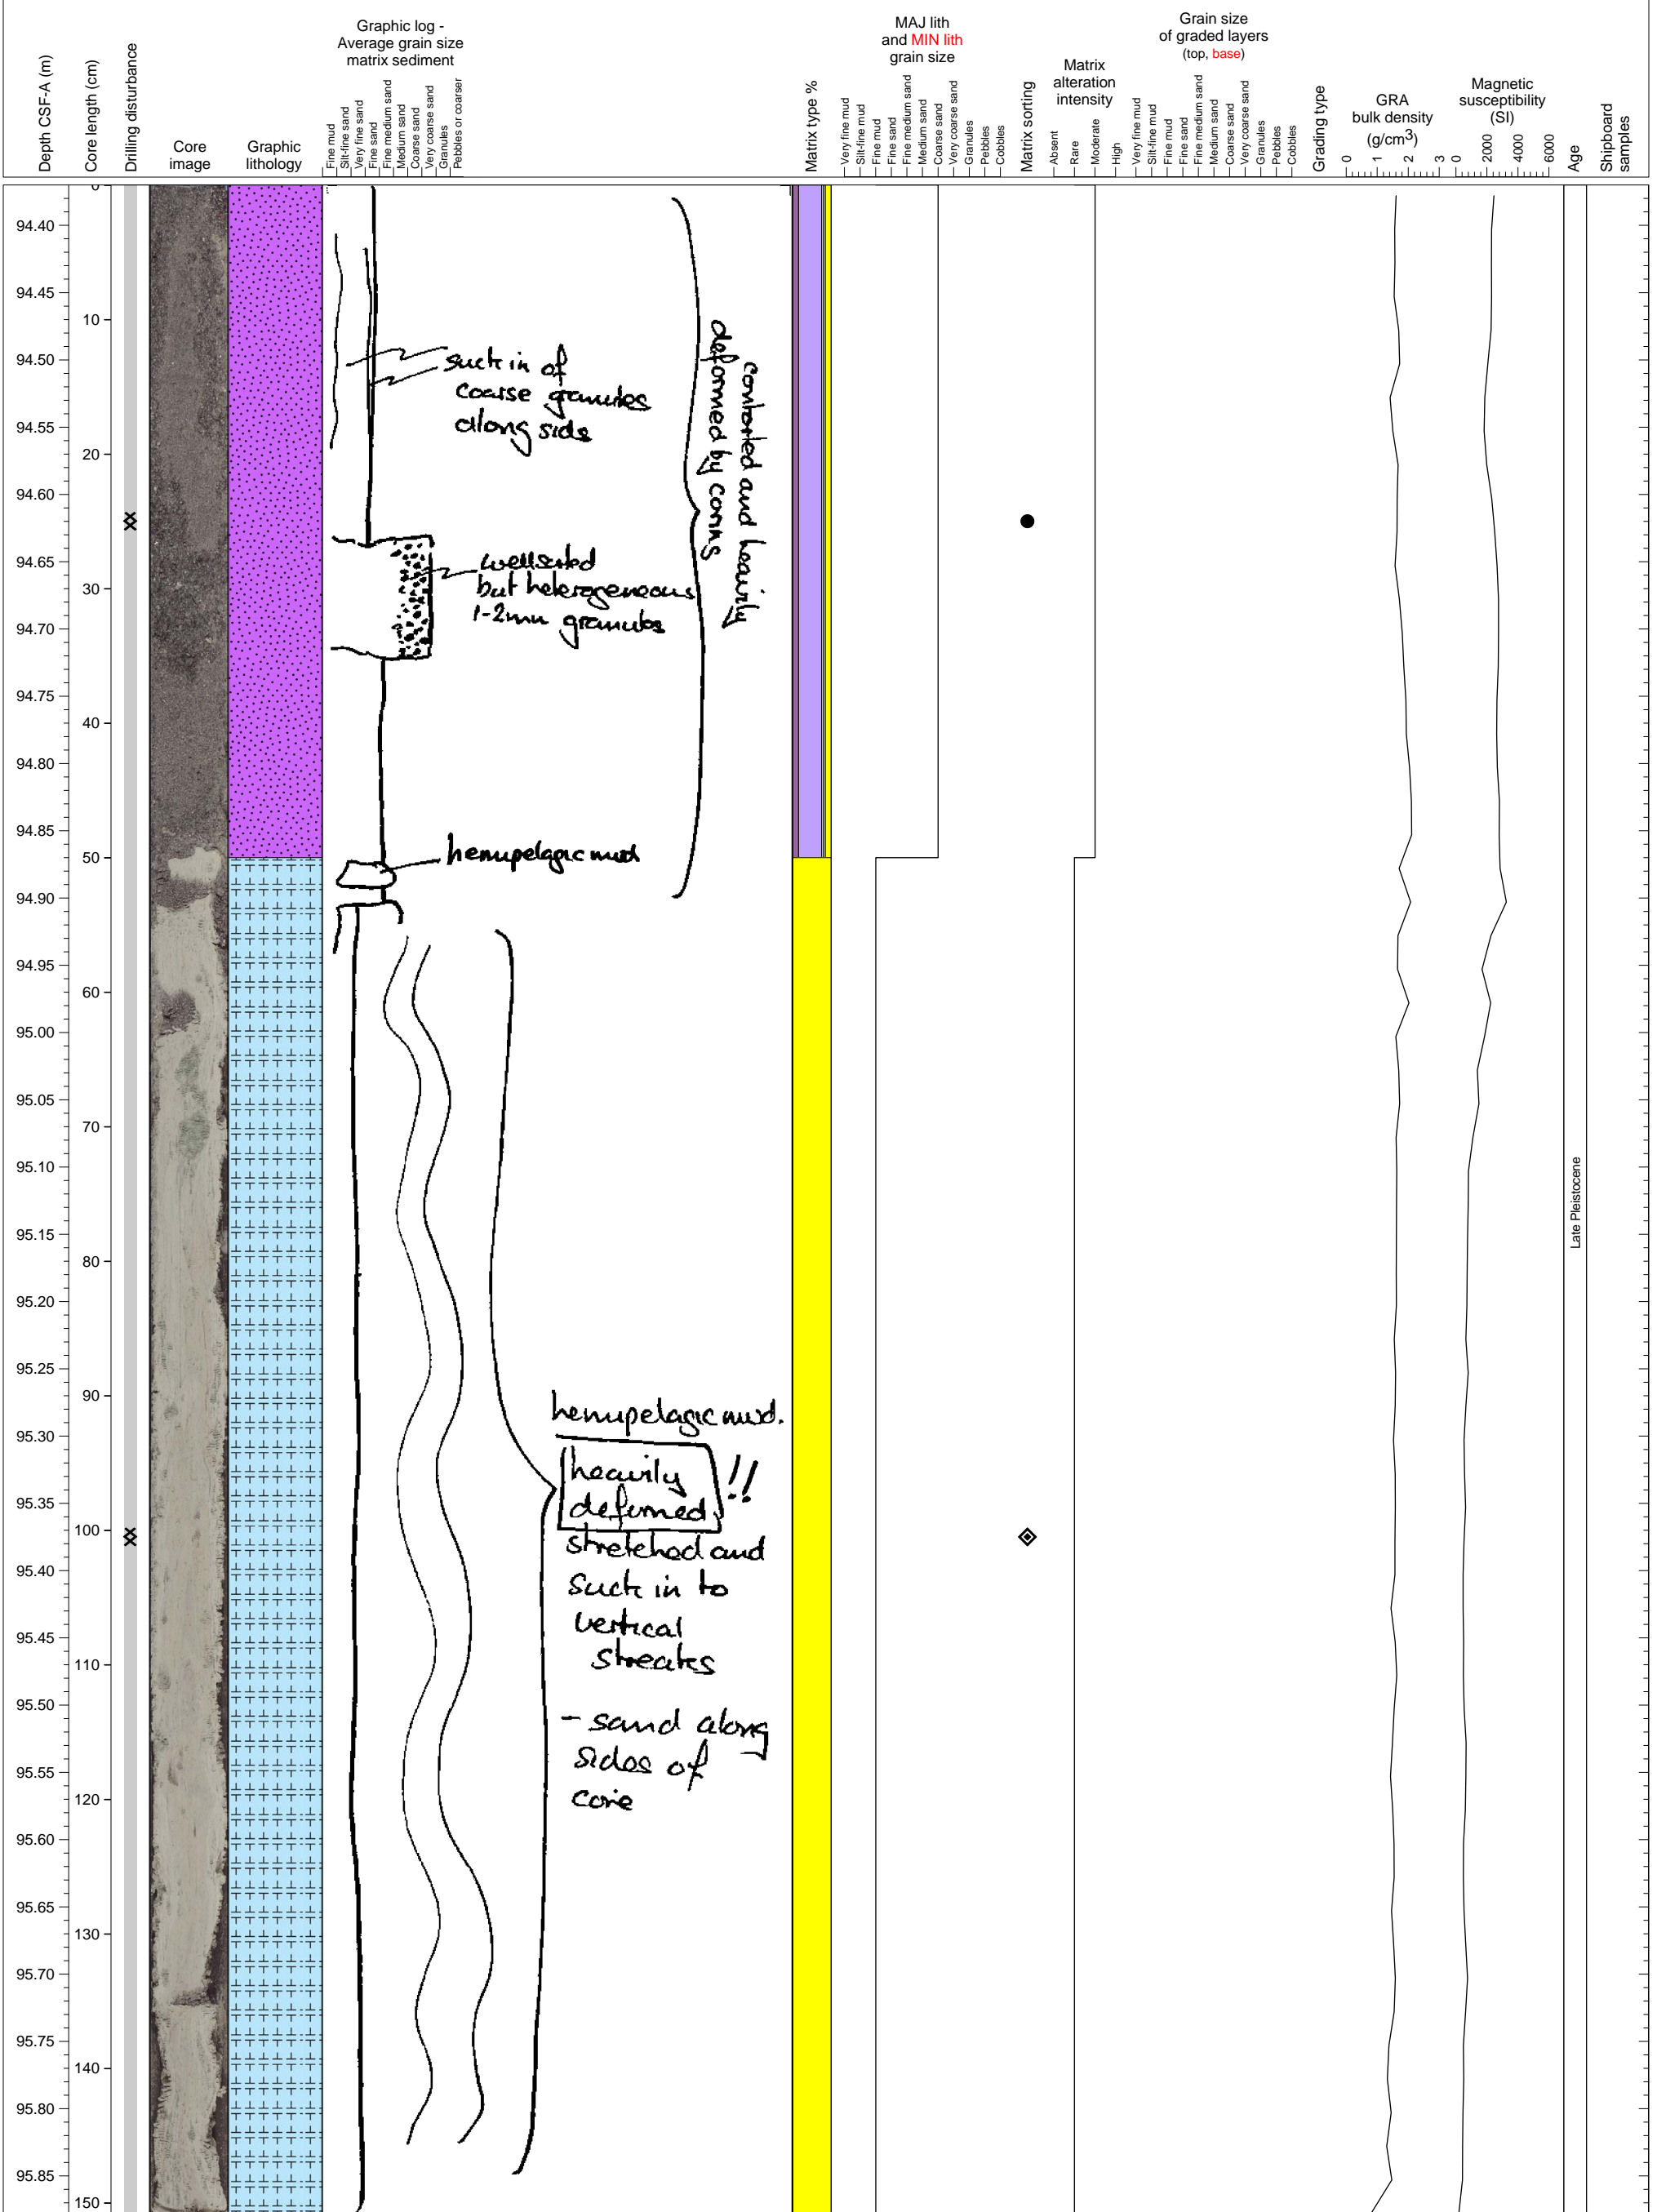 Depth CSF-A (m)
Core length (cm)
Drilling disturbance
Core
image
Graphic
lithology
Graphic log -
Average grain size
matrix sediment
Fine mud
Silt-fine sand
Very fine sand
Fine sand
Fine medium sand
Medium sand
Coarse sand
Very coarse sand
Granules
Pebbles or coarser
Matrix type %
MAJ lith
and MIN lith
grain size
Very fine mud
Silt-fine mud
Fine mud
Fine sand
Fine medium sand
Medium sand
Coarse sand
Very coarse sand
Granules
Pebbles
Cobbles
Matrix sorting
Matrix
alteration
intensity
Absent
Rare
Moderate
High
Grain size
of graded layers
(top, base)
Very fine mud
Silt-fine mud
Fine mud
Fine sand
Fine medium sand
Medium sand
Coarse sand
Very coarse sand
Granules
Pebbles
Cobbles
Grading type
GRA
bulk density
(g/cm3)
0 1 2 3
Magnetic
susceptibility
(SI)
0 2000 4000 6000
Age
Shipboard
samples
0
94.40
94.45
10
94.50
94.55
20
94.60
94.65
30
94.70
94.75
40
94.80
94.85
50
94.90
94.95
60
95.00
95.05
70
95.10
95.15
80
95.20
95.25
90
95.30
95.35
100
95.40
95.45
110
95.50
95.55
120
95.60
95.65
130
95.70
95.75
140
95.80
95.85
150
suck in of
coarse granules
along side
contorted and heavily
deformed by coring
well sorted
but heterogeneous
1-2mm granules
hemipelagic mud
hemipelagic mud.
heavily
deformed !!
stretched and
suck in to
vertical
streaks
- sand along
sides of
core
Late Pleistocene